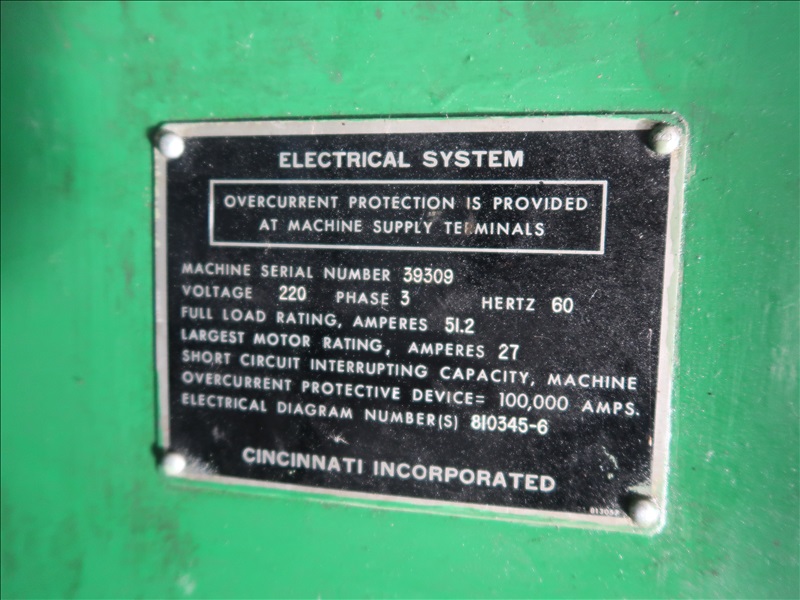 ELECTRICAL SYSTEM
OVERCURRENT PROTECTION IS PROVIDED
AT MACHINE SUPPLY TERMINALS
MACHINE SERIAL NUMBER 39309
VOLTAGE 220 PHASE 3 HERTZ 60
FULL LOAD RATING, AMPERES 51.2
LARGEST MOTOR RATING, AMPERES 27
SHORT CIRCUIT INTERRUPTING CAPACITY, MACHINE
OVERCURRENT PROTECTIVE DEVICE= 100,000 AMPS.
ELECTRICAL DIAGRAM NUMBER(S) 810345-6
CINCINNATI INCORPORATED